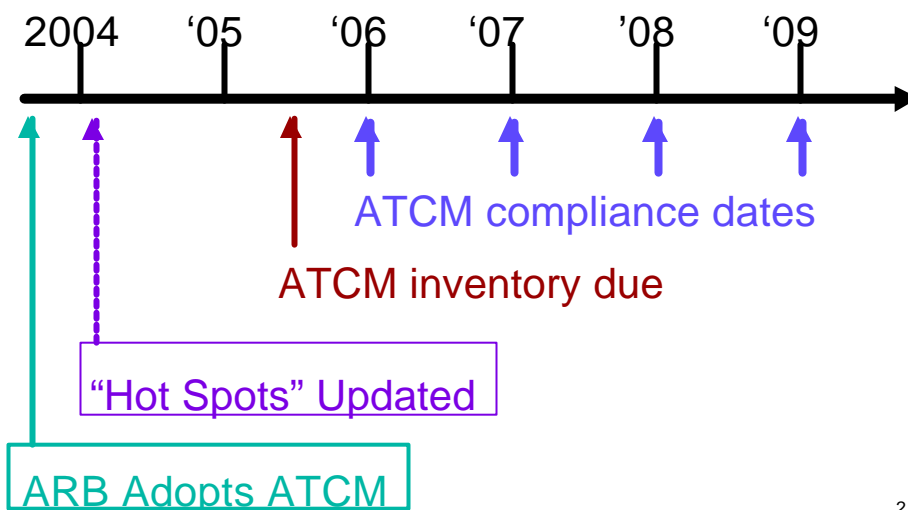 2004 ‘05 ‘06 ‘07 ’08 ‘09
ATCM compliance dates
ATCM inventory due
“Hot Spots” Updated
ARB Adopts ATCM
2